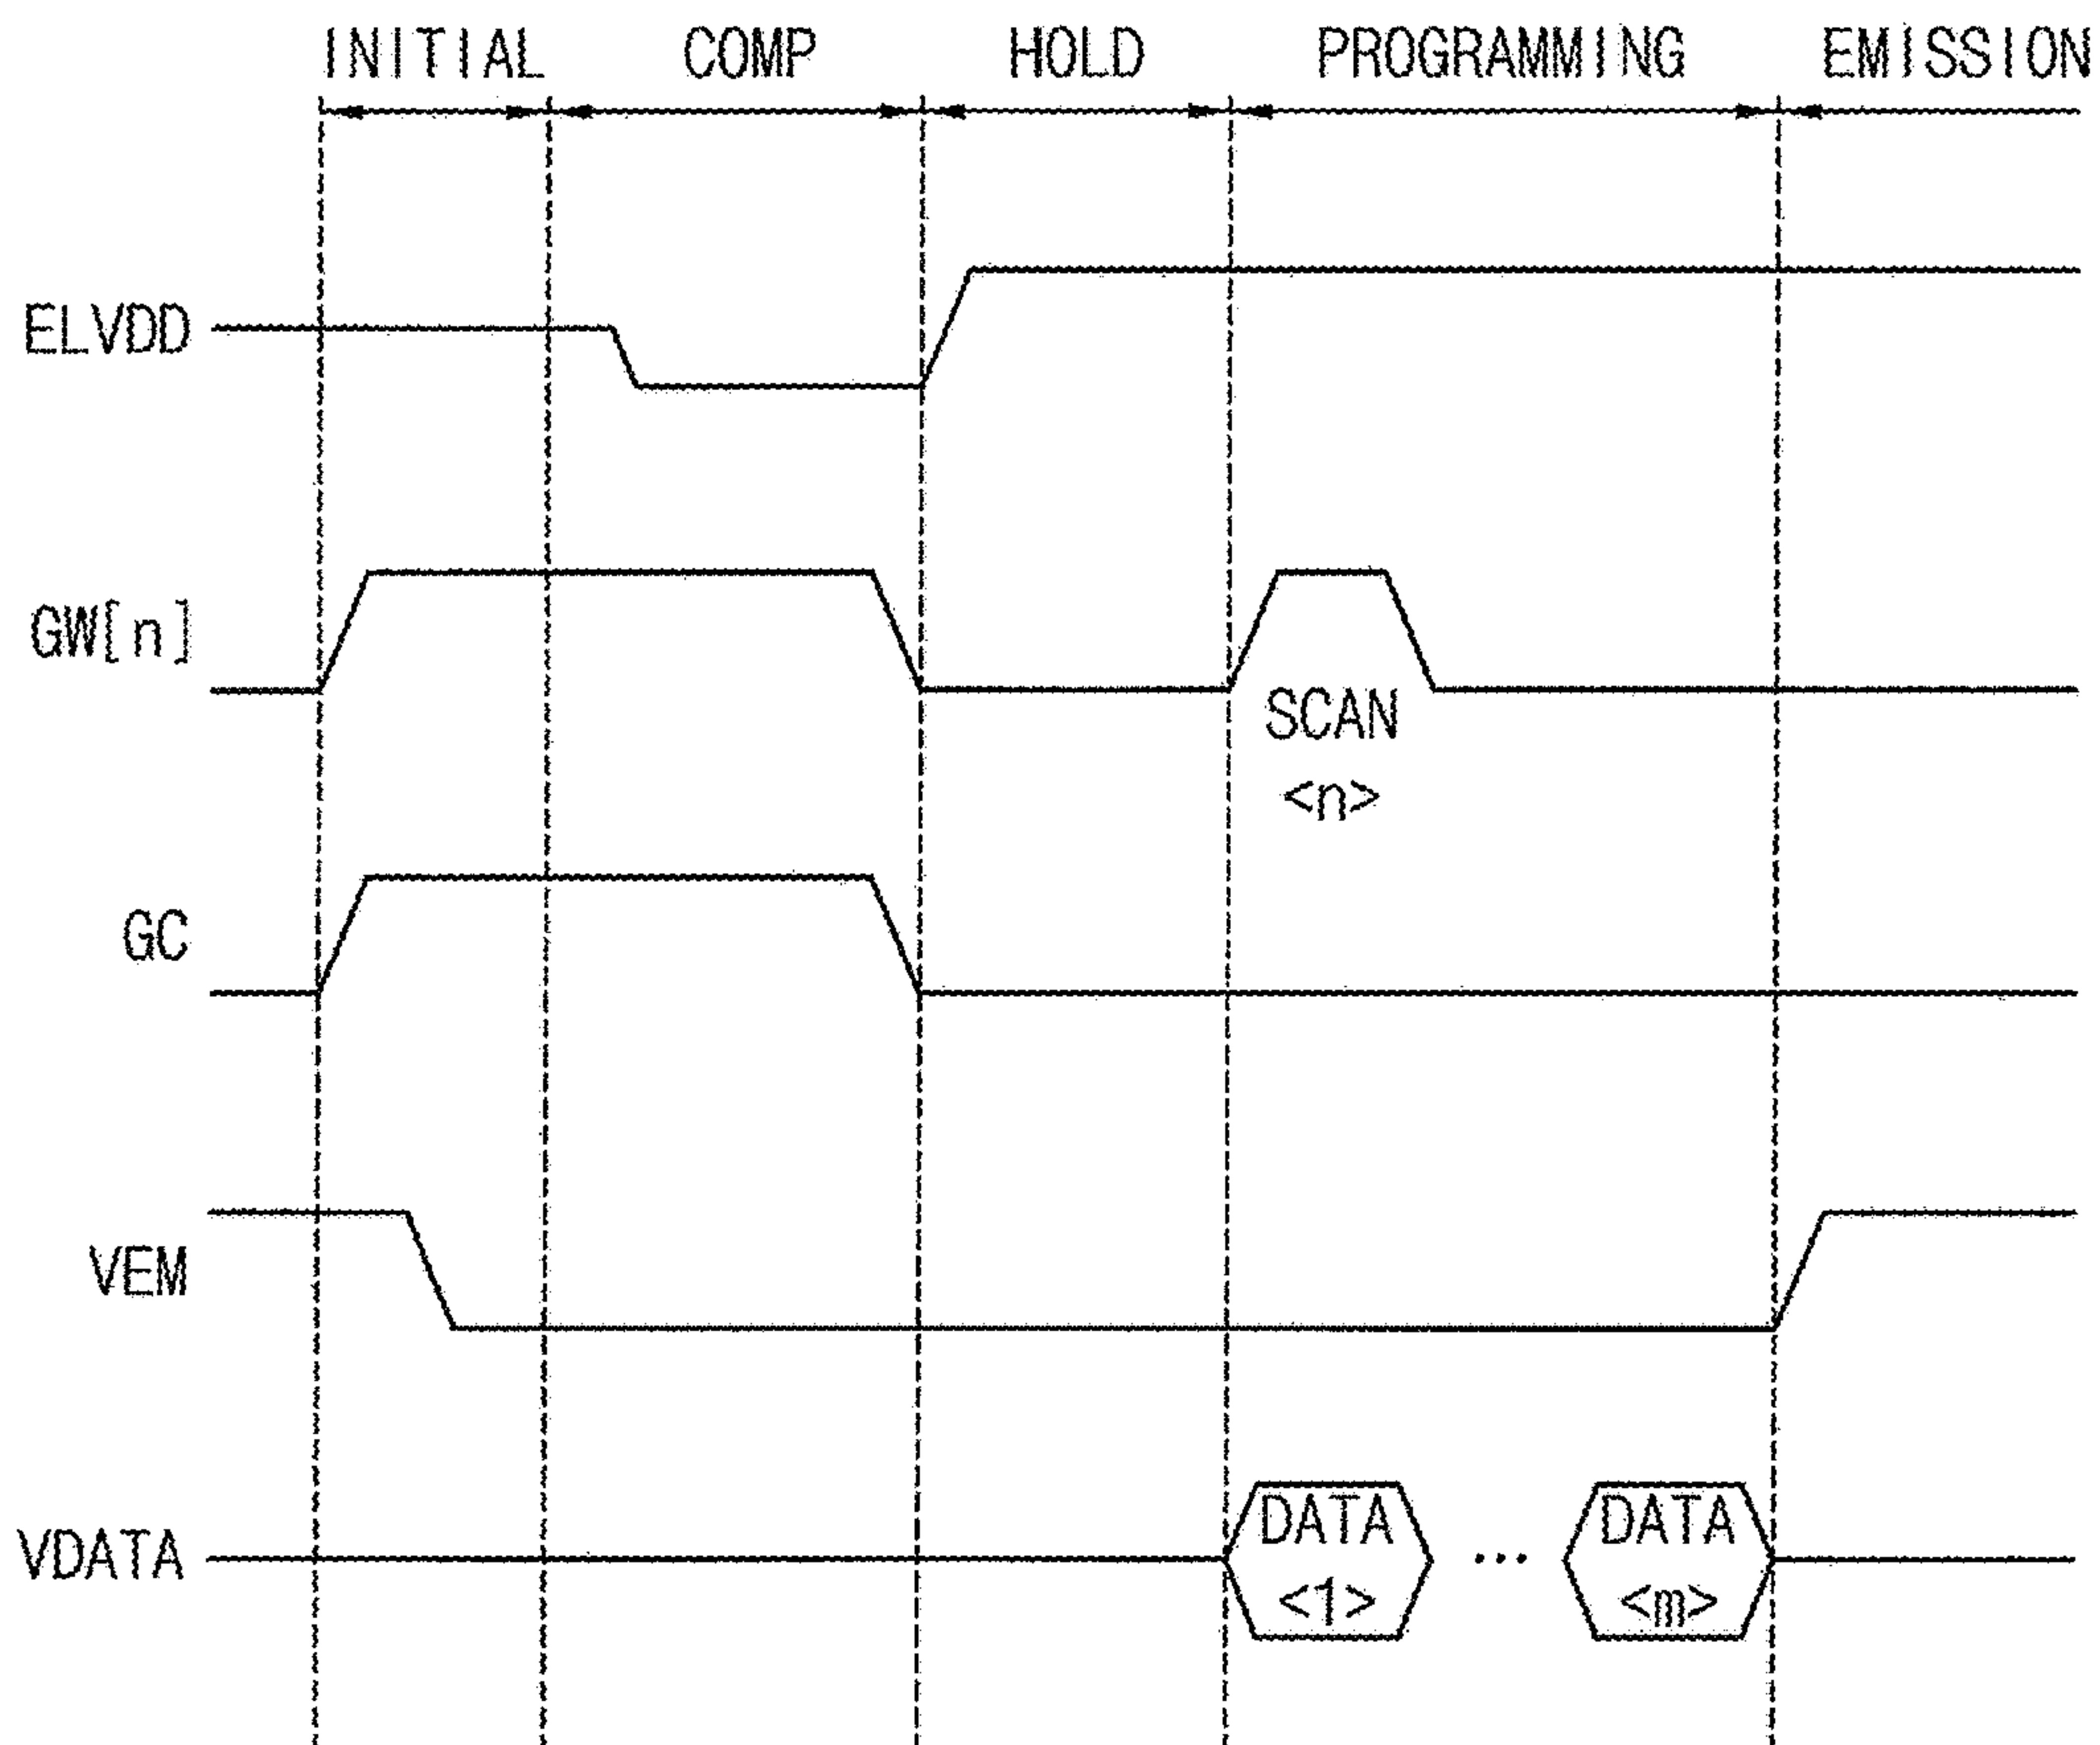 INITIAL COMP HOLD PROGRAMMING EMISSION
ELVDD
GW[n]
SCAN
<n>
GC
VEM
VDATA
DATA
<1>
...
DATA
<m>